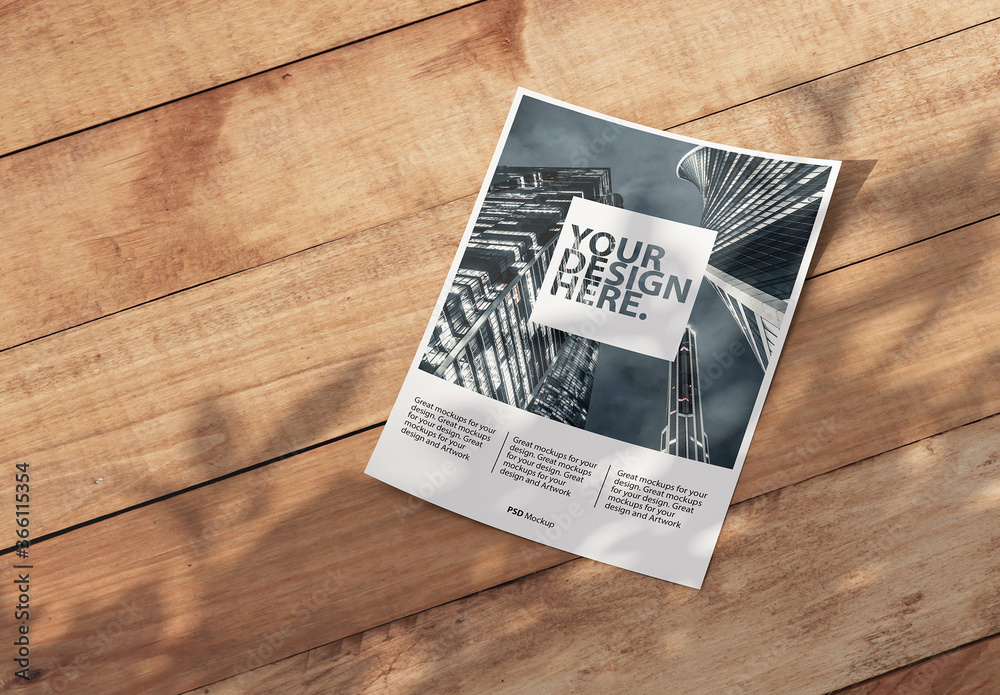 YOUR
DESIGN
HERE.
Great mockups for your
design. Great mockups
for your design. Great
mockups for your
design and Artwork
Great mockups for your
design. Great mockups
for your design. Great
mockups for your
design and Artwork
Great mockups for your
design. Great mockups
for your design. Great
mockups for your
design and Artwork
PSD Mockup
Adobe Stock | #366115354